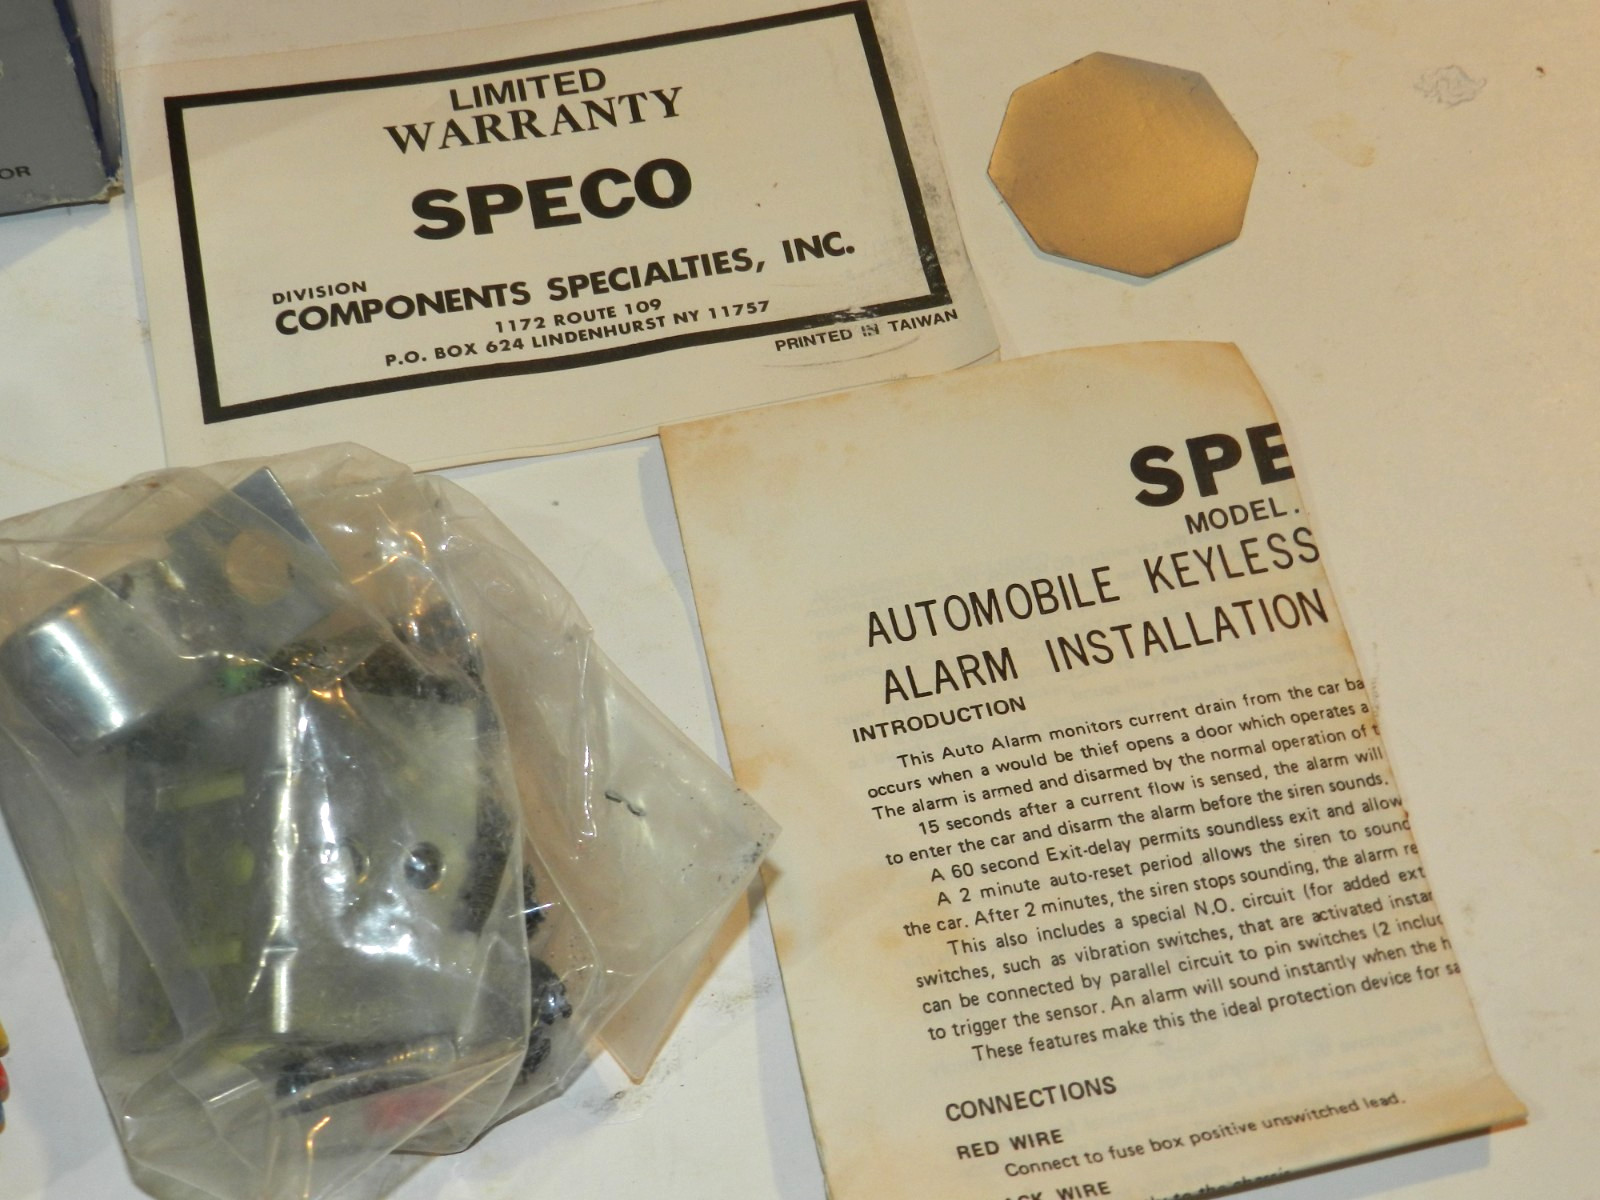 OR
LIMITED
WARRANTY
SPECO
DIVISION
COMPONENTS SPECIALTIES, INC.
1172 ROUTE 109
P.O. BOX 624 LINDENHURST NY 11757
PRINTED IN TAIWAN
SPE
MODEL.
AUTOMOBILE KEYLESS
ALARM INSTALLATION
INTRODUCTION
This Auto Alarm monitors current drain from the car ba
occurs when a would be thief opens a door which operates a
The alarm is armed and disarmed by the normal operation of t
15 seconds after a current flow is sensed, the alarm will
to enter the car and disarm the alarm before the siren sounds.
A 60 second Exit-delay permits soundless exit and allow
A 2 minute auto-reset period allows the siren to sound
the car. After 2 minutes, the siren stops sounding, the alarm re
This also includes a special N.O. circuit (for added ext
switches, such as vibration switches, that are activated instan
can be connected by parallel circuit to pin switches (2 includ
to trigger the sensor. An alarm will sound instantly when the h
These features make this the ideal protection device for sa
CONNECTIONS
RED WIRE
Connect to fuse box positive unswitched lead.
ACK WIRE
to the chassis